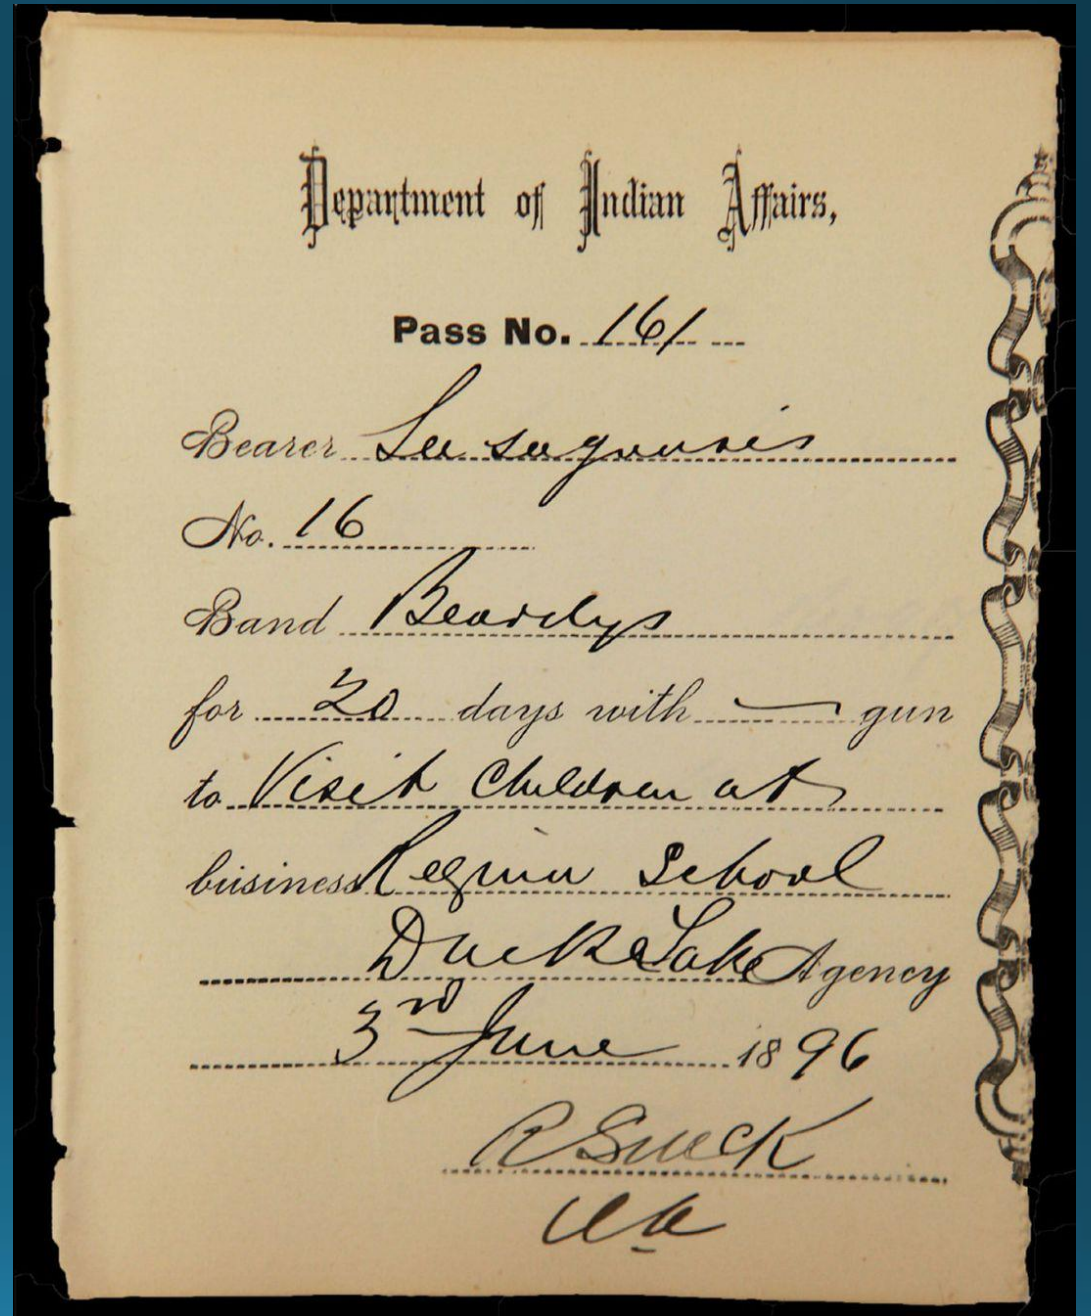 Department of Indian Affairs,
Pass No. 161
Bearer
No. 16
Band Beardys
for 20 days with — gun
to Visit Children at
business Regina School
Duck Lake Agency
3rd June 1896